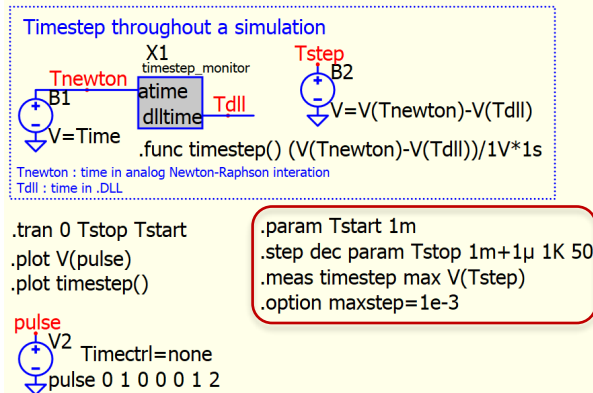 Timestep throughout a simulation
X1
timestep_monitor
Tnewton
atime
dlltime
Tdll
B1
V=Time
Tstep
B2
V=V(Tnewton)-V(Tdll)
.func timestep() (V(Tnewton)-V(Tdll))/1V*1s
Tnewton : time in analog Newton-Raphson interation
Tdll : time in .DLL
.tran 0 Tstop Tstart
.plot V(pulse)
.plot timestep()
.param Tstart 1m
.step dec param Tstop 1m+1µ 1K 50
.meas timestep max V(Tstep)
.option maxstep=1e-3
pulse
V2
Timectrl=none
pulse 0 1 0 0 0 1 2